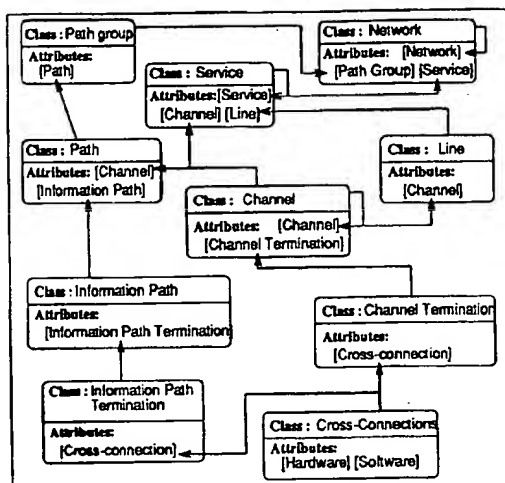 Class : Path group
Attributes:
[Path]
Class : Network
Attributes: [Network]
[Path Group] [Service]
Class : Service
Attributes:[Service]
[Channel] [Line]
Class : Path
Attributes: [Channel]
[Information Path]
Class : Line
Attributes:
[Channel]
Class : Channel
Attributes: [Channel]
[Channel Termination]
Class : Information Path
Attributes:
[Information Path Termination]
Class : Channel Termination
Attributes:
[Cross-connection]
Class : Information Path
Termination
Attributes:
[Cross-connection]
Class : Cross-Connections
Attributes:
[Hardware] [Software]